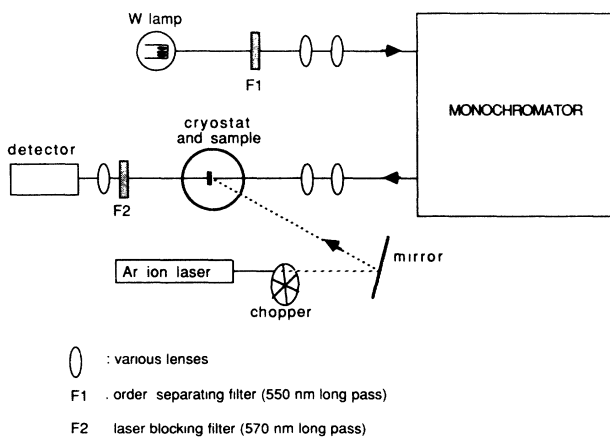 W lamp
F1
MONOCHROMATOR
cryostat
and sample
detector
F2
mirror
Ar ion laser
chopper
: various lenses
F1 . order separating filter (550 nm long pass)
F2 laser blocking filter (570 nm long pass)